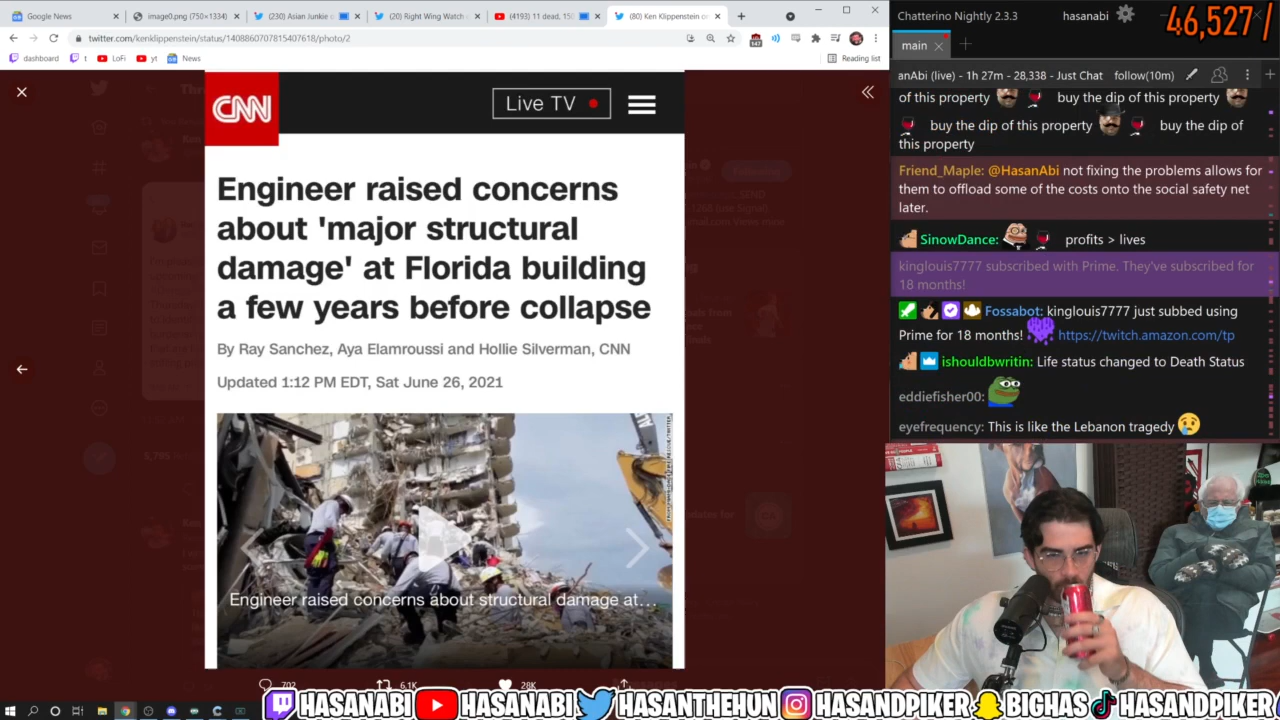 Google News
image0.png (750×1334)
(230) Asian Junkie o
(20) Right Wing Watch
(4193) 11 dead, 15
(80) Ken Klippenstein o
twitter.com/kenklippenstein/status/1408860707815407618/photo/2
dashboard
t
LoFi
yt
News
Reading list
CNN
Live TV
Engineer raised concerns
about 'major structural
damage' at Florida building
a few years before collapse
By Ray Sanchez, Aya Elamroussi and Hollie Silverman, CNN
Updated 1:12 PM EDT, Sat June 26, 2021
Engineer raised concerns about structural damage at...
702
6.1K
28K
Chatterino Nightly 2.3.3
hasanabi
46,527 /
main
anAbi (live) - 1h 27m - 28,338 - Just Chat
follow(10m)
of this property buy the dip of this property
buy the dip of this property buy the dip of
this property
Friend_Maple: @HasanAbi not fixing the problems allows for
them to offload some of the costs onto the social safety net
later.
SinowDance: profits > lives
kinglouis7777 subscribed with Prime. They've subscribed for
18 months!
Fossabot: kinglouis7777 just subbed using
Prime for 18 months! https://twitch.amazon.com/tp
ishouldbwritin: Life status changed to Death Status
eddiefisher00:
eyefrequency: This is like the Lebanon tragedy
HASANABI HASANABI HASANTHEHUN HASANDPIKER BIGHAS HASANDPIKER